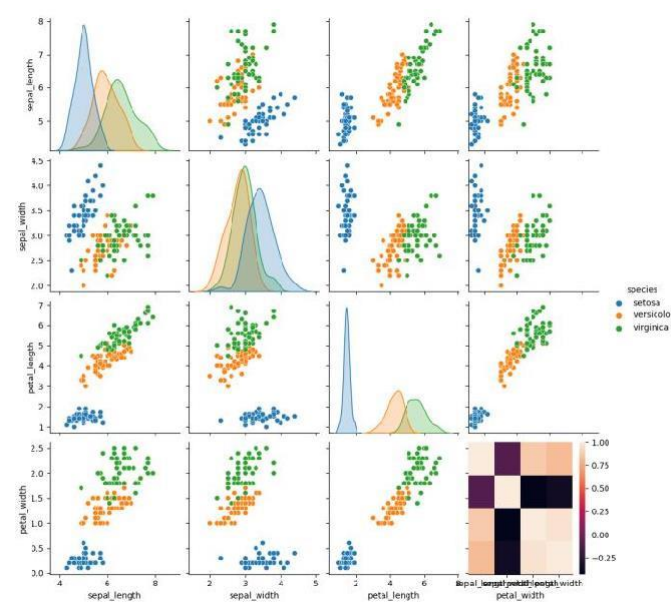 8
7
6
5
sepal_length
4.5
4.0
3.5
3.0
2.5
2.0
sepal_width
species
setosa
versicolo
virginica
7
6
5
4
3
2
1
petal_length
2.5
2.0
1.5
1.0
3.5
3.0
petal_width
1.00
0.75
0.50
0.25
0.00
−0.25
4 6 8
2 3 4 5
2 4 6
sepal_length
sepal_width
petal_length
petal_width